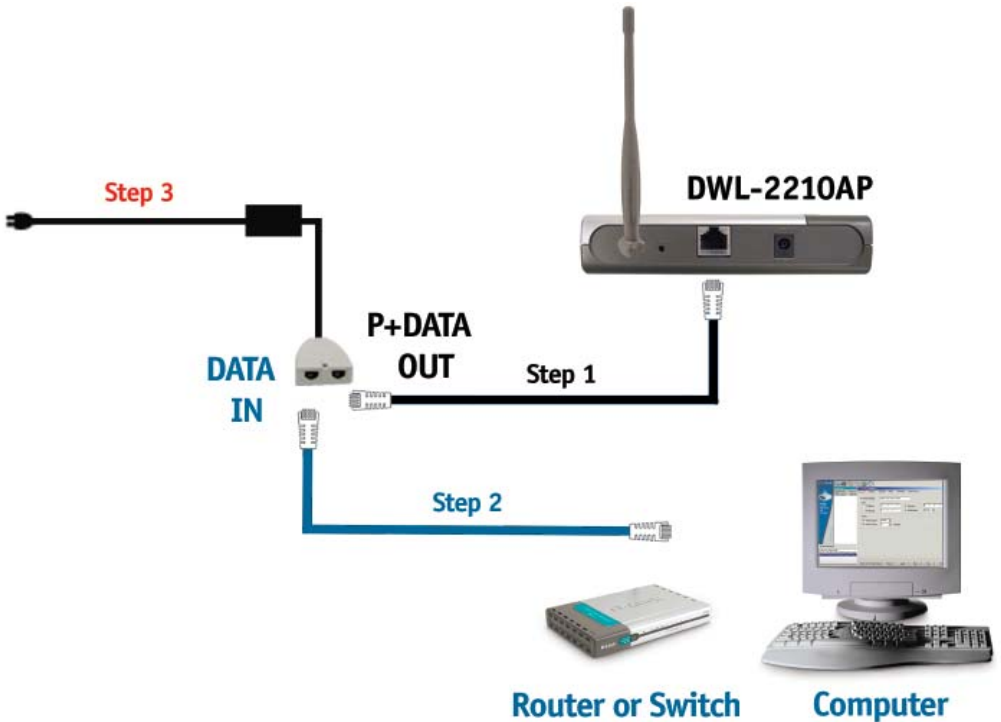 DWL-2210AP
Step 3
P+DATA
OUT
DATA
IN
Step 1
Step 2
Router or Switch
Computer